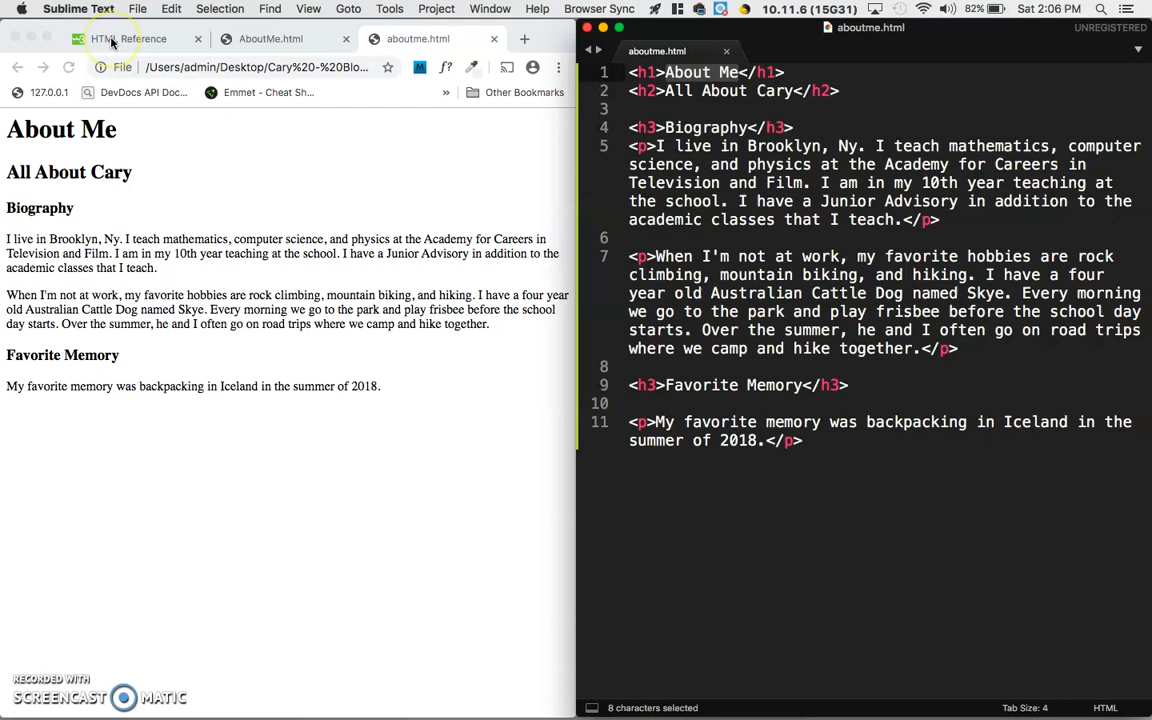 Sublime Text File Edit Selection Find View Goto Tools Project Window Help Browser Sync 10.11.6 (15G31) 82% Sat 2:06 PM
HTML Reference AboutMe.html aboutme.html
File /Users/admin/Desktop/Cary%20-%20Blo...
127.0.0.1 DevDocs API Doc... Emmet - Cheat Sh... » Other Bookmarks
About Me
All About Cary
Biography
I live in Brooklyn, Ny. I teach mathematics, computer science, and physics at the Academy for Careers in
Television and Film. I am in my 10th year teaching at the school. I have a Junior Advisory in addition to the
academic classes that I teach.
When I'm not at work, my favorite hobbies are rock climbing, mountain biking, and hiking. I have a four year
old Australian Cattle Dog named Skye. Every morning we go to the park and play frisbee before the school
day starts. Over the summer, he and I often go on road trips where we camp and hike together.
Favorite Memory
My favorite memory was backpacking in Iceland in the summer of 2018.
RECORDED WITH
SCREENCAST MATIC
aboutme.html UNREGISTERED
aboutme.html
1 <h1>About Me</h1>
2 <h2>All About Cary</h2>
3
4 <h3>Biography</h3>
5 <p>I live in Brooklyn, Ny. I teach mathematics, computer
science, and physics at the Academy for Careers in
Television and Film. I am in my 10th year teaching at
the school. I have a Junior Advisory in addition to the
academic classes that I teach.</p>
6
7 <p>When I'm not at work, my favorite hobbies are rock
climbing, mountain biking, and hiking. I have a four
year old Australian Cattle Dog named Skye. Every morning
we go to the park and play frisbee before the school day
starts. Over the summer, he and I often go on road trips
where we camp and hike together.</p>
8
9 <h3>Favorite Memory</h3>
10
11 <p>My favorite memory was backpacking in Iceland in the
summer of 2018.</p>
8 characters selected Tab Size: 4 HTML